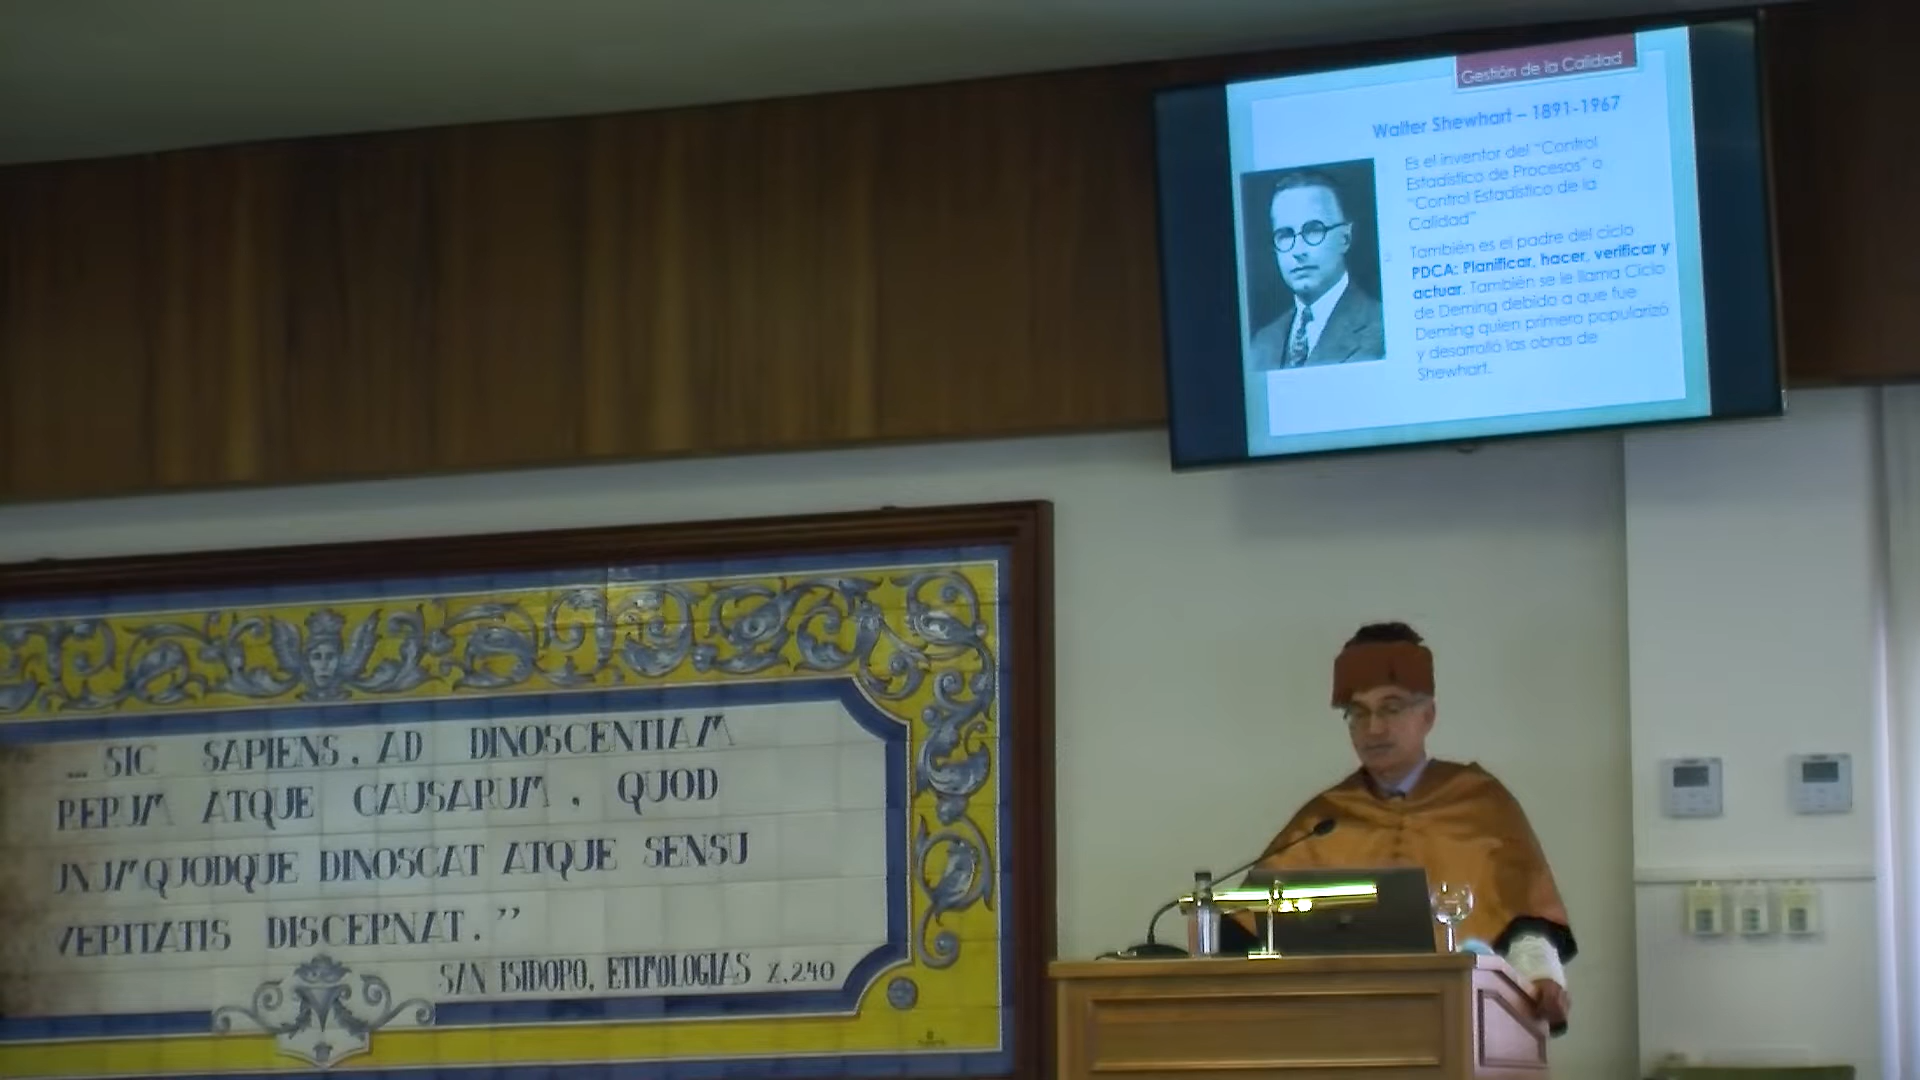 Gestión de la Calidad
Walter Shewhart – 1891-1967
Es el inventor del "Control
Estadístico de Procesos" o
"Control Estadístico de la
Calidad"
También es el padre del ciclo
PDCA: Planificar, hacer, verificar y
actuar. También se le llama Ciclo
de Deming debido a que fue
Deming quien primero popularizó
y desarrolló las obras de
Shewhart.
... SIC SAPIENS, AD DINOSCENTIAM
RERUM ATQUE CAUSARUM, QUOD
UNUMQUODQUE DINOSCAT ATQUE SENSU
VERITATIS DISCERNAT."
SAN ISIDORO, ETIMOLOGIAS X,240